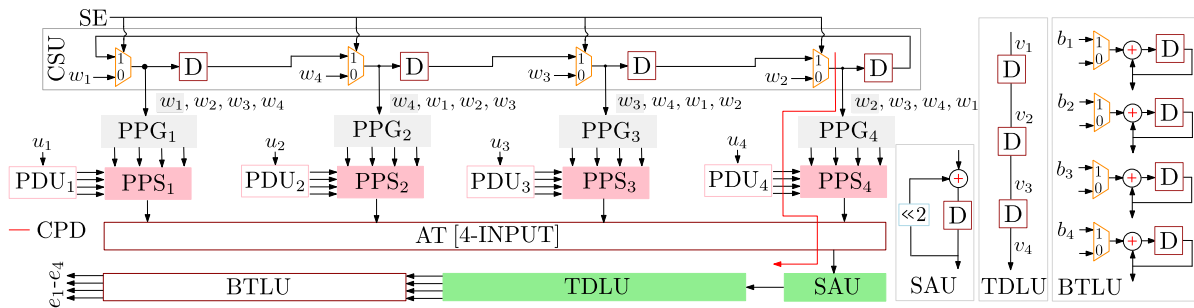 SE
CSU
1
0
w₁
D
1
0
w₄
D
1
0
w₃
D
1
0
w₂
D
w₁, w₂, w₃, w₄
w₄, w₁, w₂, w₃
w₃, w₄, w₁, w₂
w₂, w₃, w₄, w₁
PPG₁
PPG₂
PPG₃
PPG₄
u₁
u₂
u₃
u₄
PDU₁
PPS₁
PDU₂
PPS₂
PDU₃
PPS₃
PDU₄
PPS₄
CPD
AT [4-INPUT]
e₁-e₄
BTLU
TDLU
SAU
+
≪2
D
SAU
v₁
D
v₂
D
v₃
D
v₄
TDLU
b₁
1
0
+
D
b₂
1
0
+
D
b₃
1
0
+
D
b₄
1
0
+
D
BTLU